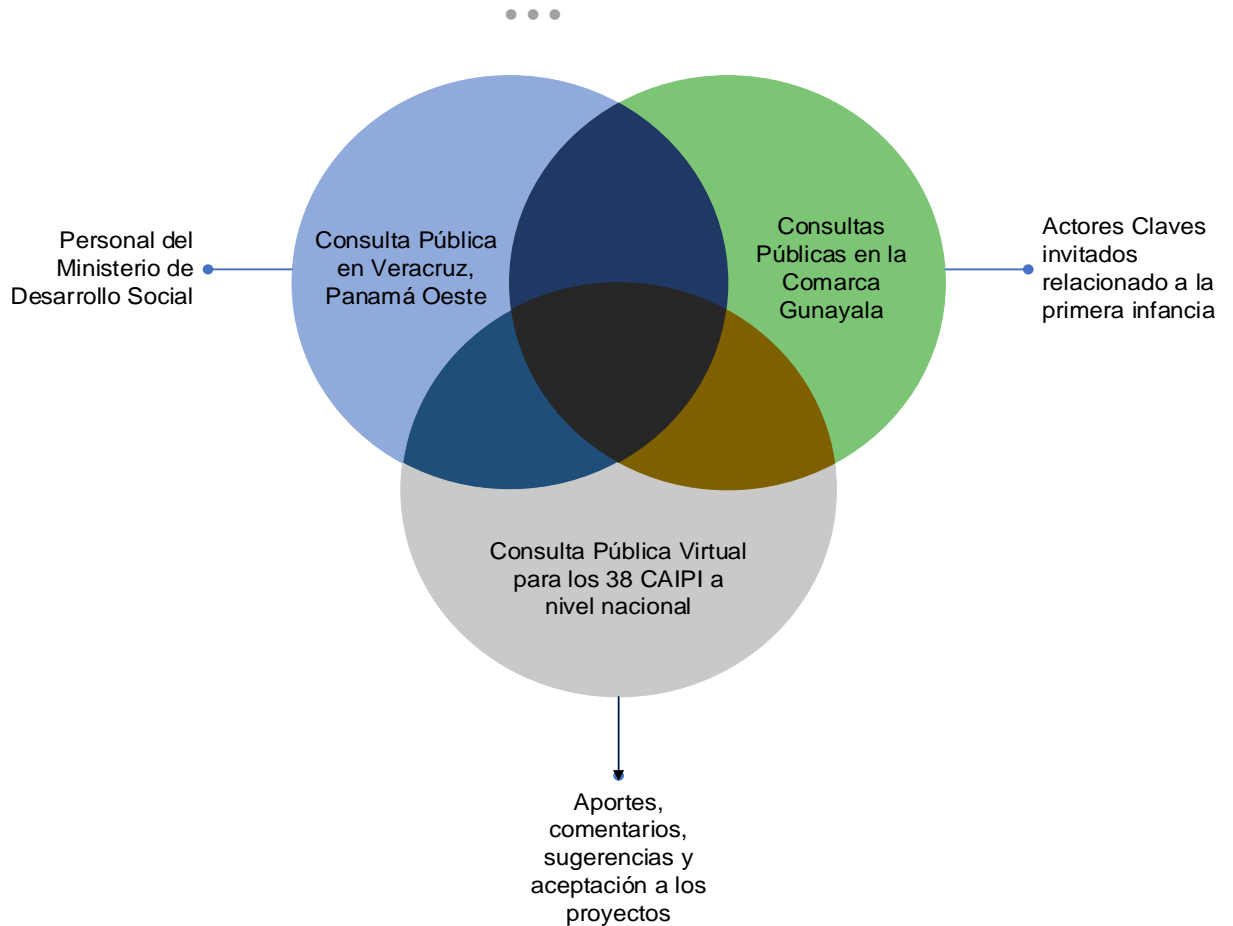 Personal del
Ministerio de
Desarrollo Social
Consulta Pública
en Veracruz,
Panamá Oeste
Consultas
Públicas en la
Comarca
Gunayala
Actores Claves
invitados
relacionado a la
primera infancia
Consulta Pública Virtual
para los 38 CAIPI a
nivel nacional
Aportes,
comentarios,
sugerencias y
aceptación a los
proyectos